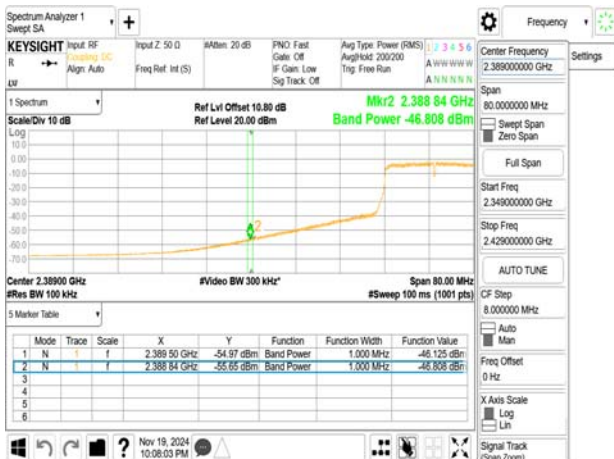 Spectrum Analyzer 1
Swept SA
Frequency
KEYSIGHT Input: RF
R
Coupling: DC
Align: Auto
LW
Input Z: 50 Ω
Freq Ref: Int (S)
#Atten: 20 dB
PNO: Fast
Gate: Off
IF Gain: Low
Sig Track: Off
Avg Type: Power (RMS)
Avg|Hold: 200/200
Trig: Free Run
1 2 3 4 5 6
A W W W W W
A N N N N N
1 Spectrum
Scale/Div 10 dB
Ref Lvl Offset 10.80 dB
Ref Level 20.00 dBm
Mkr2 2.388 84 GHz
Band Power -46.808 dBm
Log
10.0
0.00
-10.0
-20.0
-30.0
-40.0
-50.0
-60.0
-70.0
2
Center 2.38900 GHz
#Res BW 100 kHz
#Video BW 300 kHz*
Span 80.00 MHz
#Sweep 100 ms (1001 pts)
5 Marker Table
Mode Trace Scale X Y Function Function Width Function Value
1 N 1 f 2.389 50 GHz -54.97 dBm Band Power 1.000 MHz -46.125 dBm
2 N 1 f 2.388 84 GHz -55.65 dBm Band Power 1.000 MHz -46.808 dBm
3
4
5
6
Nov 19, 2024
10:08:03 PM
Center Frequency
2.389000000 GHz
Settings
Span
80.0000000 MHz
Swept Span
Zero Span
Full Span
Start Freq
2.349000000 GHz
Stop Freq
2.429000000 GHz
AUTO TUNE
CF Step
8.000000 MHz
Auto
Man
Freq Offset
0 Hz
X Axis Scale
Log
Lin
Signal Track
(Span Zoom)